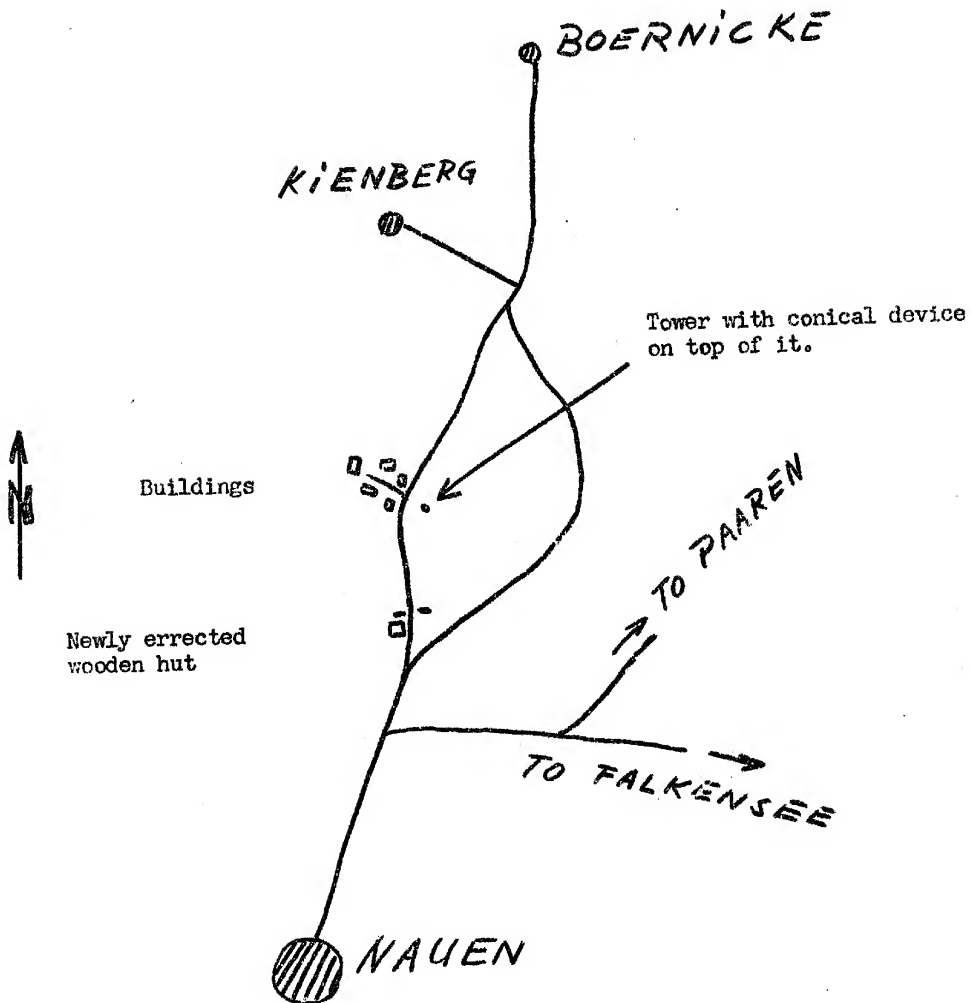 BOERNICKE
KIENBERG
Tower with conical device
on top of it.
N
Buildings
TO PAAREN
Newly errected
wooden hut
TO FALKENSEE
NAUEN